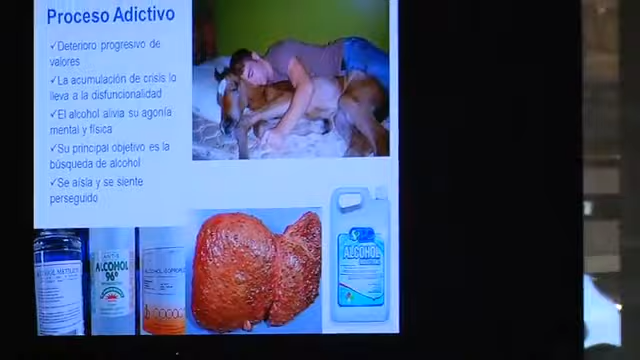 Proceso Adictivo
✓Deterioro progresivo de
valores
✓La acumulación de crisis lo
lleva a la disfuncionalidad
✓El alcohol alivia su agonía
mental y física
✓Su principal objetivo es la
búsqueda de alcohol
✓Se aísla y se siente
perseguido
ALCOHOL
96°
ALCOHOL